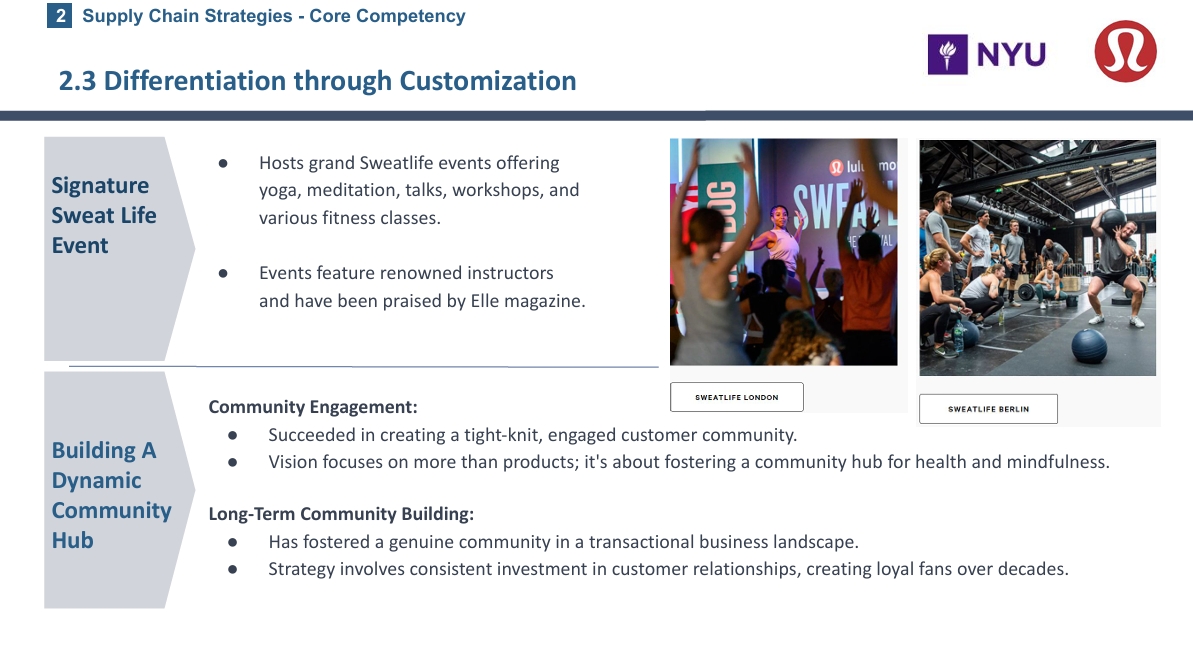 2 Supply Chain Strategies - Core Competency
NYU
2.3 Differentiation through Customization
Signature
Sweat Life
Event
● Hosts grand Sweatlife events offering
yoga, meditation, talks, workshops, and
various fitness classes.
● Events feature renowned instructors
and have been praised by Elle magazine.
SWEATLIFE LONDON
SWEATLIFE BERLIN
Building A
Dynamic
Community
Hub
Community Engagement:
● Succeeded in creating a tight-knit, engaged customer community.
● Vision focuses on more than products; it's about fostering a community hub for health and mindfulness.
Long-Term Community Building:
● Has fostered a genuine community in a transactional business landscape.
● Strategy involves consistent investment in customer relationships, creating loyal fans over decades.